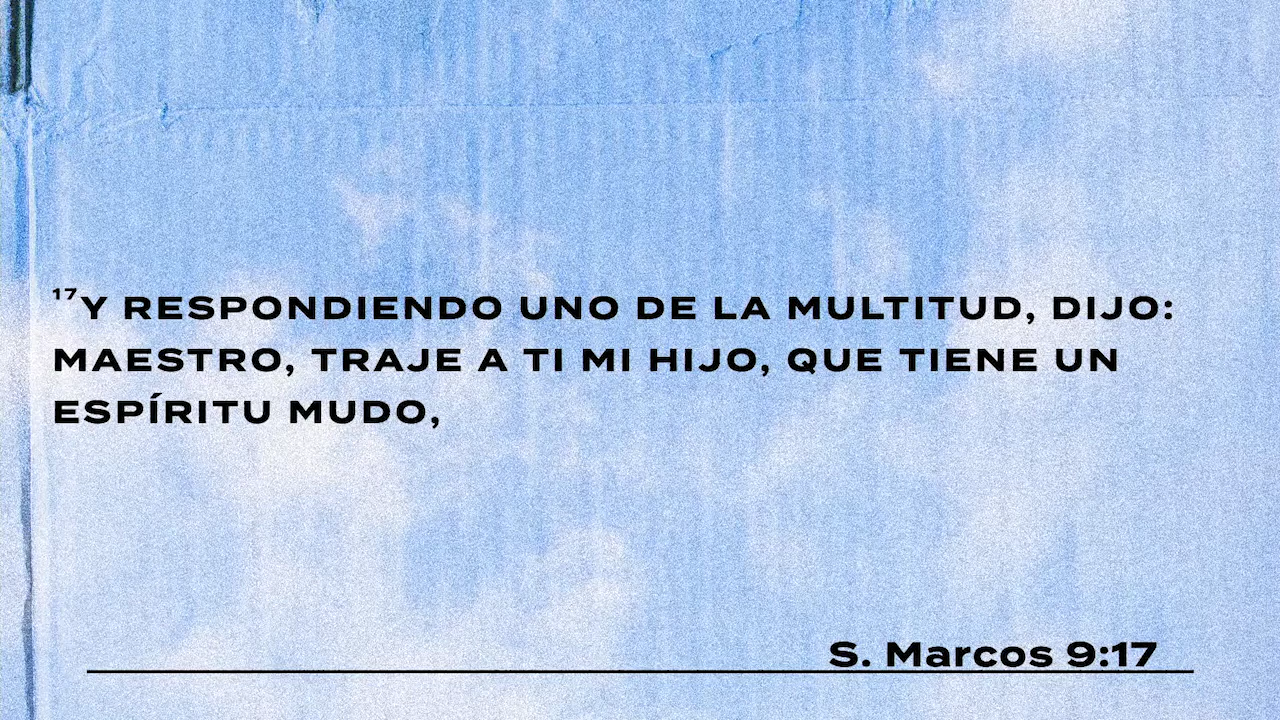 ¹⁷Y RESPONDIENDO UNO DE LA MULTITUD, DIJO:
MAESTRO, TRAJE A TI MI HIJO, QUE TIENE UN
ESPÍRITU MUDO,
S. Marcos 9:17